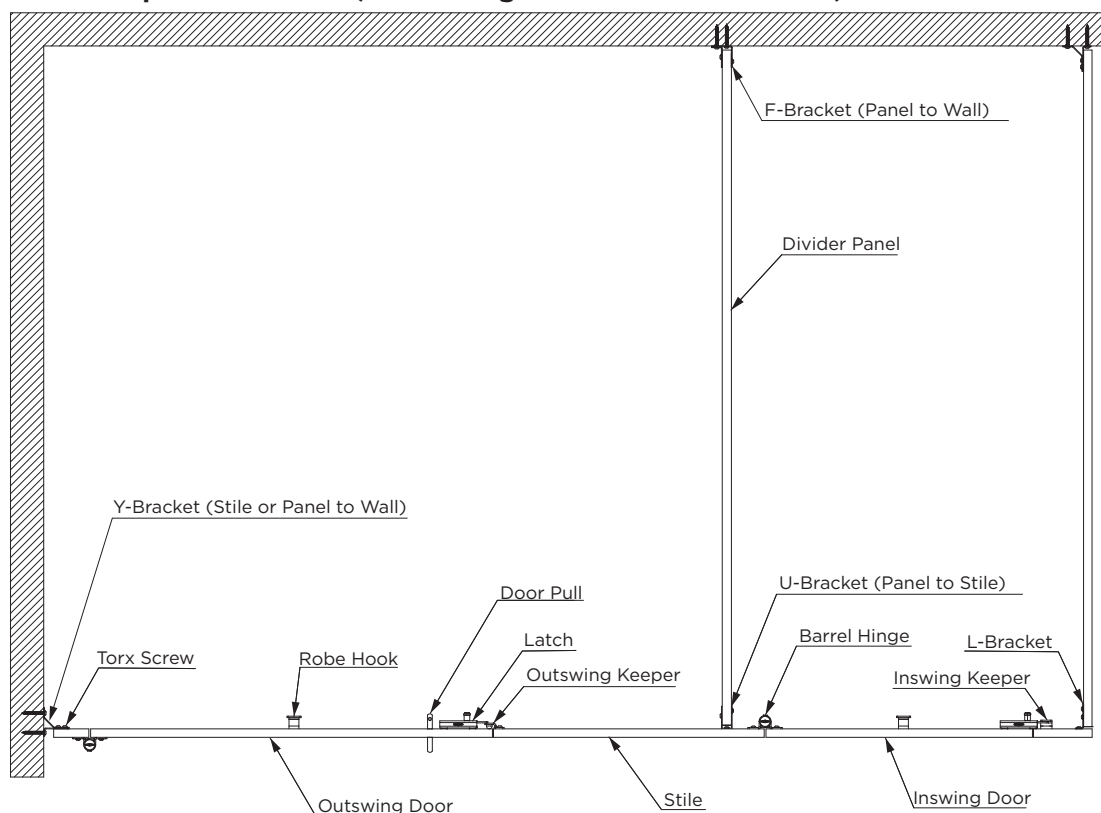 F-Bracket (Panel to Wall)
Divider Panel
Y-Bracket (Stile or Panel to Wall)
U-Bracket (Panel to Stile)
Door Pull
Barrel Hinge
Latch
L-Bracket
Torx Screw
Robe Hook
Outswing Keeper
Inswing Keeper
Outswing Door
Stile
Inswing Door